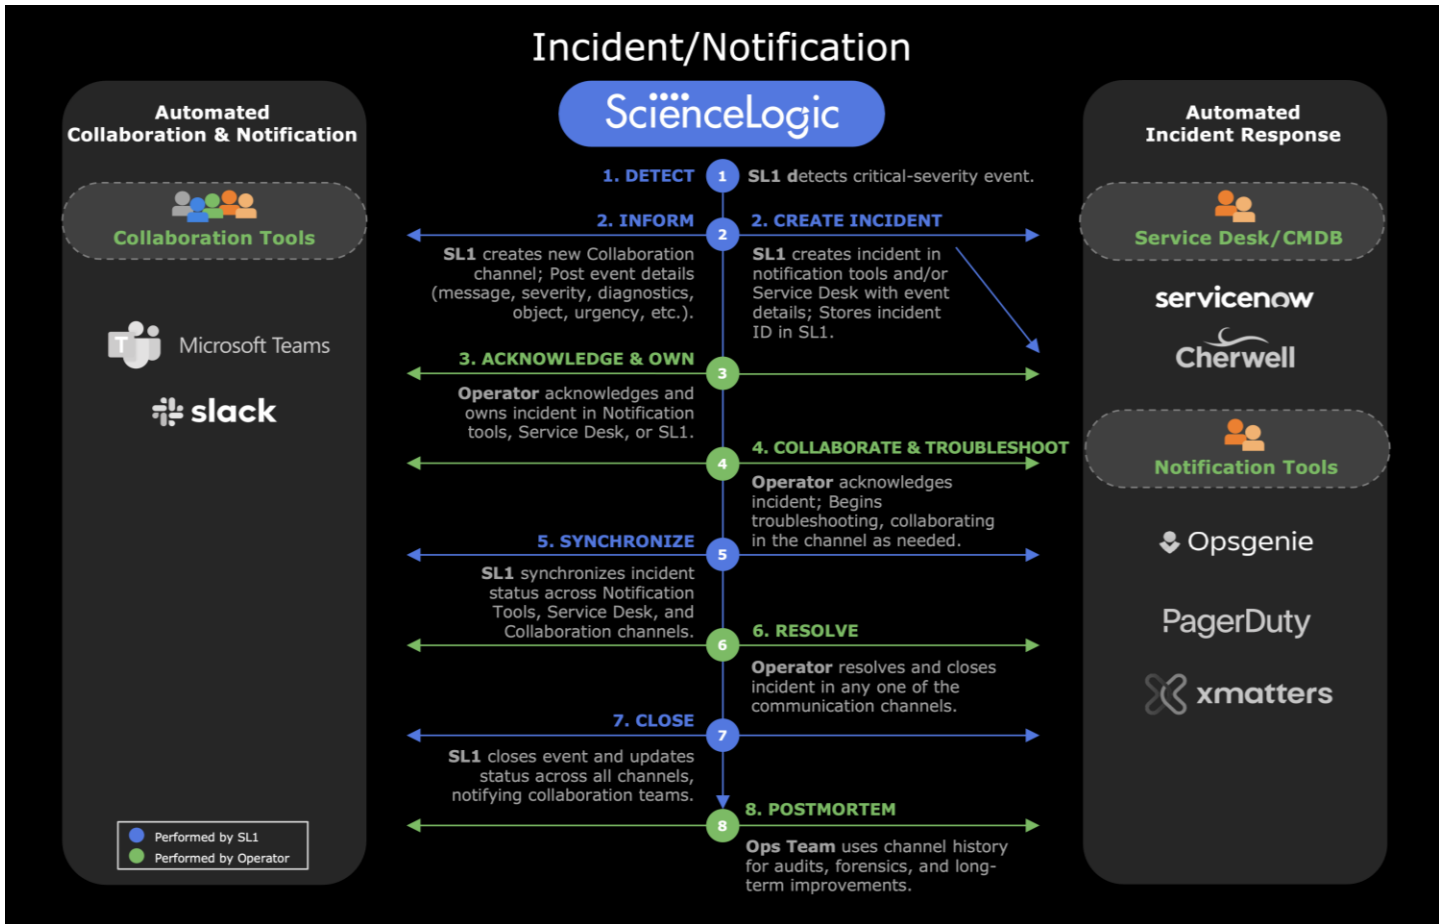 Incident/Notification
ScienceLogic
Automated
Collaboration & Notification
Collaboration Tools
Microsoft Teams
slack
Performed by SL1
Performed by Operator
1. DETECT
1
SL1 detects critical-severity event.
2. INFORM
2
2. CREATE INCIDENT
SL1 creates new Collaboration
channel; Post event details
(message, severity, diagnostics,
object, urgency, etc.).
SL1 creates incident in
notification tools and/or
Service Desk with event
details; Stores incident
ID in SL1.
3. ACKNOWLEDGE & OWN
3
Operator acknowledges and
owns incident in Notification
tools, Service Desk, or SL1.
4. COLLABORATE & TROUBLESHOOT
4
Operator acknowledges
incident; Begins
troubleshooting, collaborating
in the channel as needed.
5. SYNCHRONIZE
5
SL1 synchronizes incident
status across Notification
Tools, Service Desk, and
Collaboration channels.
6. RESOLVE
6
Operator resolves and closes
incident in any one of the
communication channels.
7. CLOSE
7
SL1 closes event and updates
status across all channels,
notifying collaboration teams.
8. POSTMORTEM
8
Ops Team uses channel history
for audits, forensics, and long-
term improvements.
Automated
Incident Response
Service Desk/CMDB
servicenow
Cherwell
Notification Tools
Opsgenie
PagerDuty
xmatters